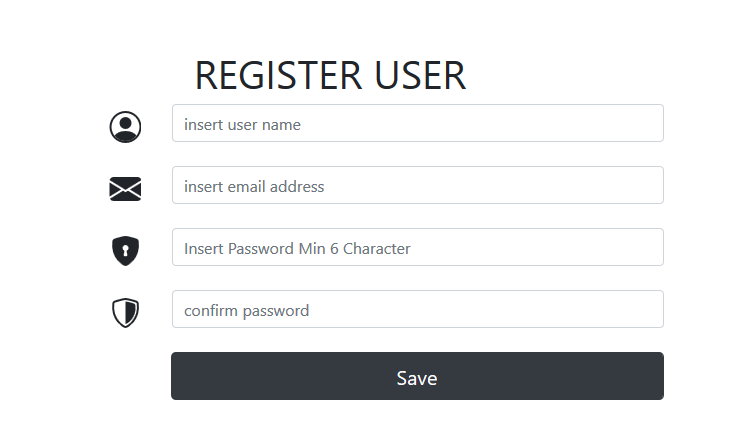 REGISTER USER
insert user name
insert email address
Insert Password Min 6 Character
confirm password
Save